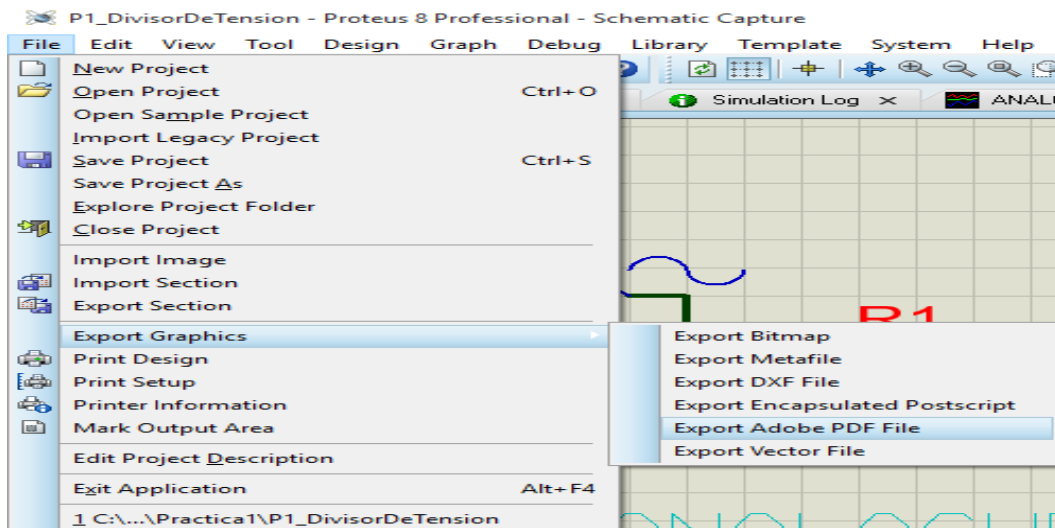 P1_DivisorDeTension - Proteus 8 Professional - Schematic Capture
File Edit View Tool Design Graph Debug Library Template System Help
New Project
Open Project Ctrl+O
Open Sample Project
Import Legacy Project
Save Project Ctrl+S
Save Project As
Explore Project Folder
Close Project
Import Image
Import Section
Export Section
Export Graphics
Print Design
Print Setup
Printer Information
Mark Output Area
Edit Project Description
Exit Application Alt+F4
1 C:\...\Practica1\P1_DivisorDeTension
Simulation Log
R1
Export Bitmap
Export Metafile
Export DXF File
Export Encapsulated Postscript
Export Adobe PDF File
Export Vector File